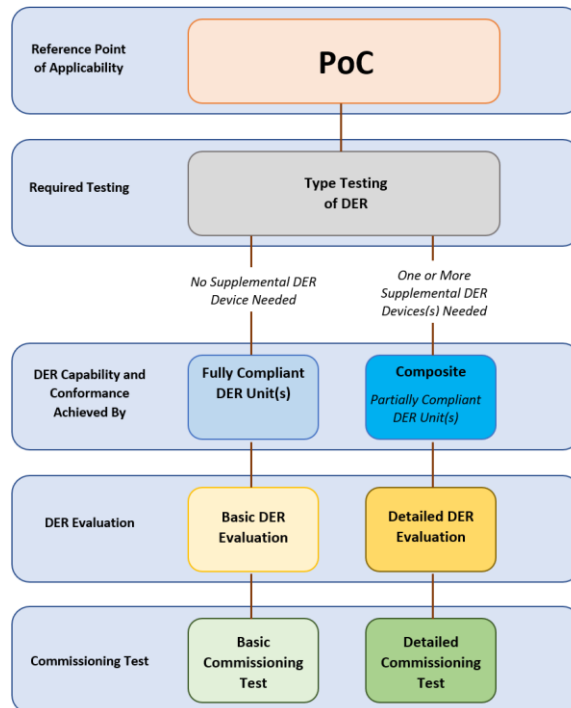 Reference Point
of Applicability
PoC
Required Testing
Type Testing
of DER
No Supplemental DER
Device Needed
One or More
Supplemental DER
Devices(s) Needed
DER Capability and
Conformance
Achieved By
Fully Compliant
DER Unit(s)
Composite
Partially Compliant
DER Unit(s)
DER Evaluation
Basic DER
Evaluation
Detailed DER
Evaluation
Commissioning Test
Basic
Commissioning
Test
Detailed
Commissioning
Test